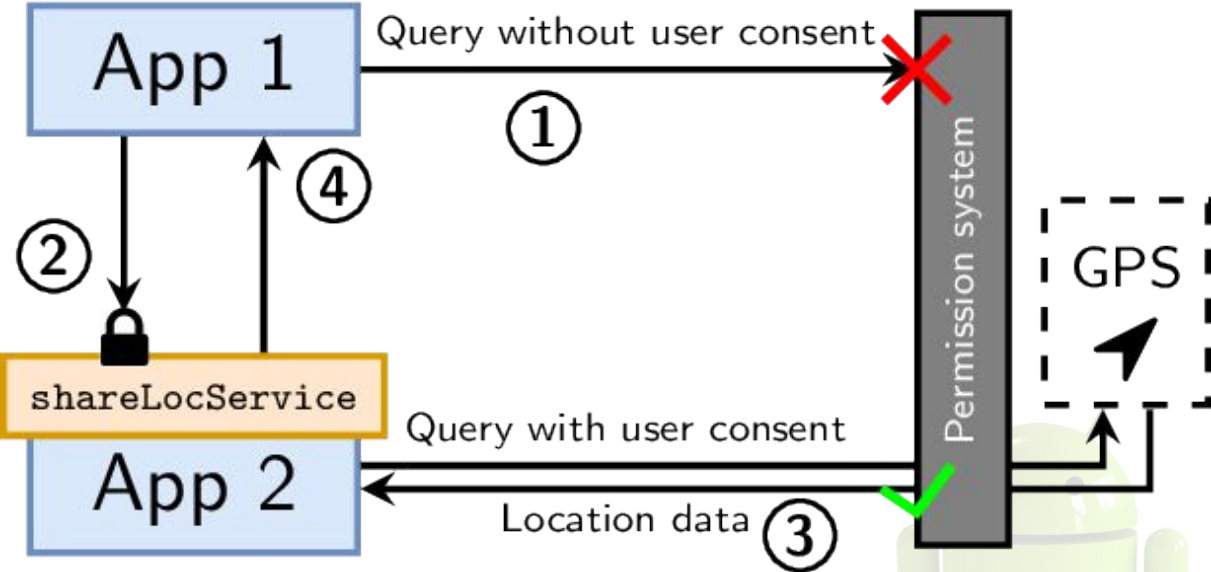 App 1
Query without user consent
①
④
②
Permission system
GPS
shareLocService
Query with user consent
App 2
Location data
③